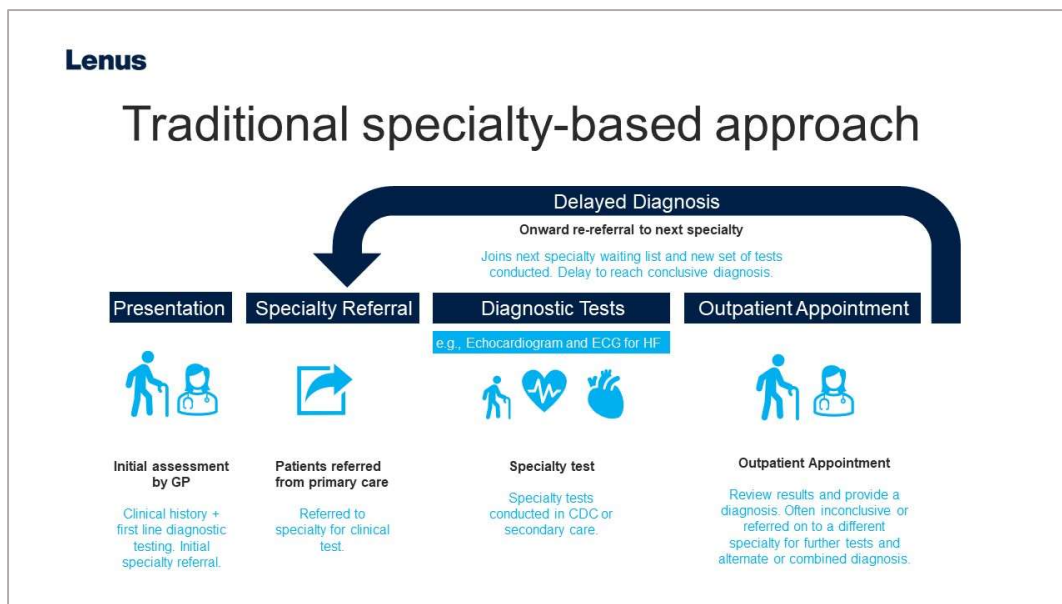 Lenus
Traditional specialty-based approach
Delayed Diagnosis
Onward re-referral to next specialty
Joins next specialty waiting list and new set of tests
conducted. Delay to reach conclusive diagnosis.
Presentation
Specialty Referral
Diagnostic Tests
Outpatient Appointment
e.g., Echocardiogram and ECG for HF
Initial assessment
by GP
Clinical history +
first line diagnostic
testing. Initial
specialty referral.
Patients referred
from primary care
Referred to
specialty for clinical
test.
Specialty test
Specialty tests
conducted in CDC or
secondary care.
Outpatient Appointment
Review results and provide a
diagnosis. Often inconclusive or
referred on to a different
specialty for further tests and
alternate or combined diagnosis.